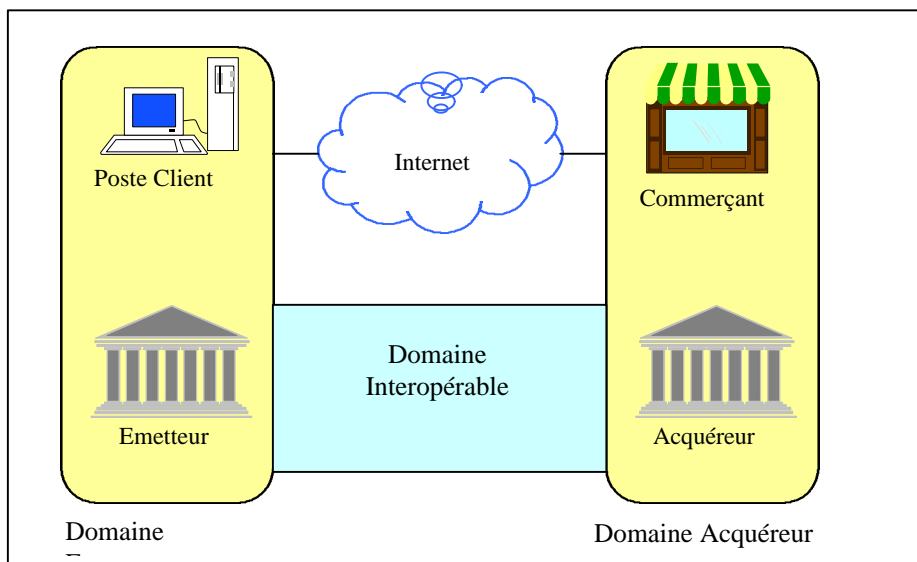 Poste Client
Internet
Commerçant
Domaine
Interopérable
Emetteur
Acquéreur
Domaine
Domaine Acquéreur